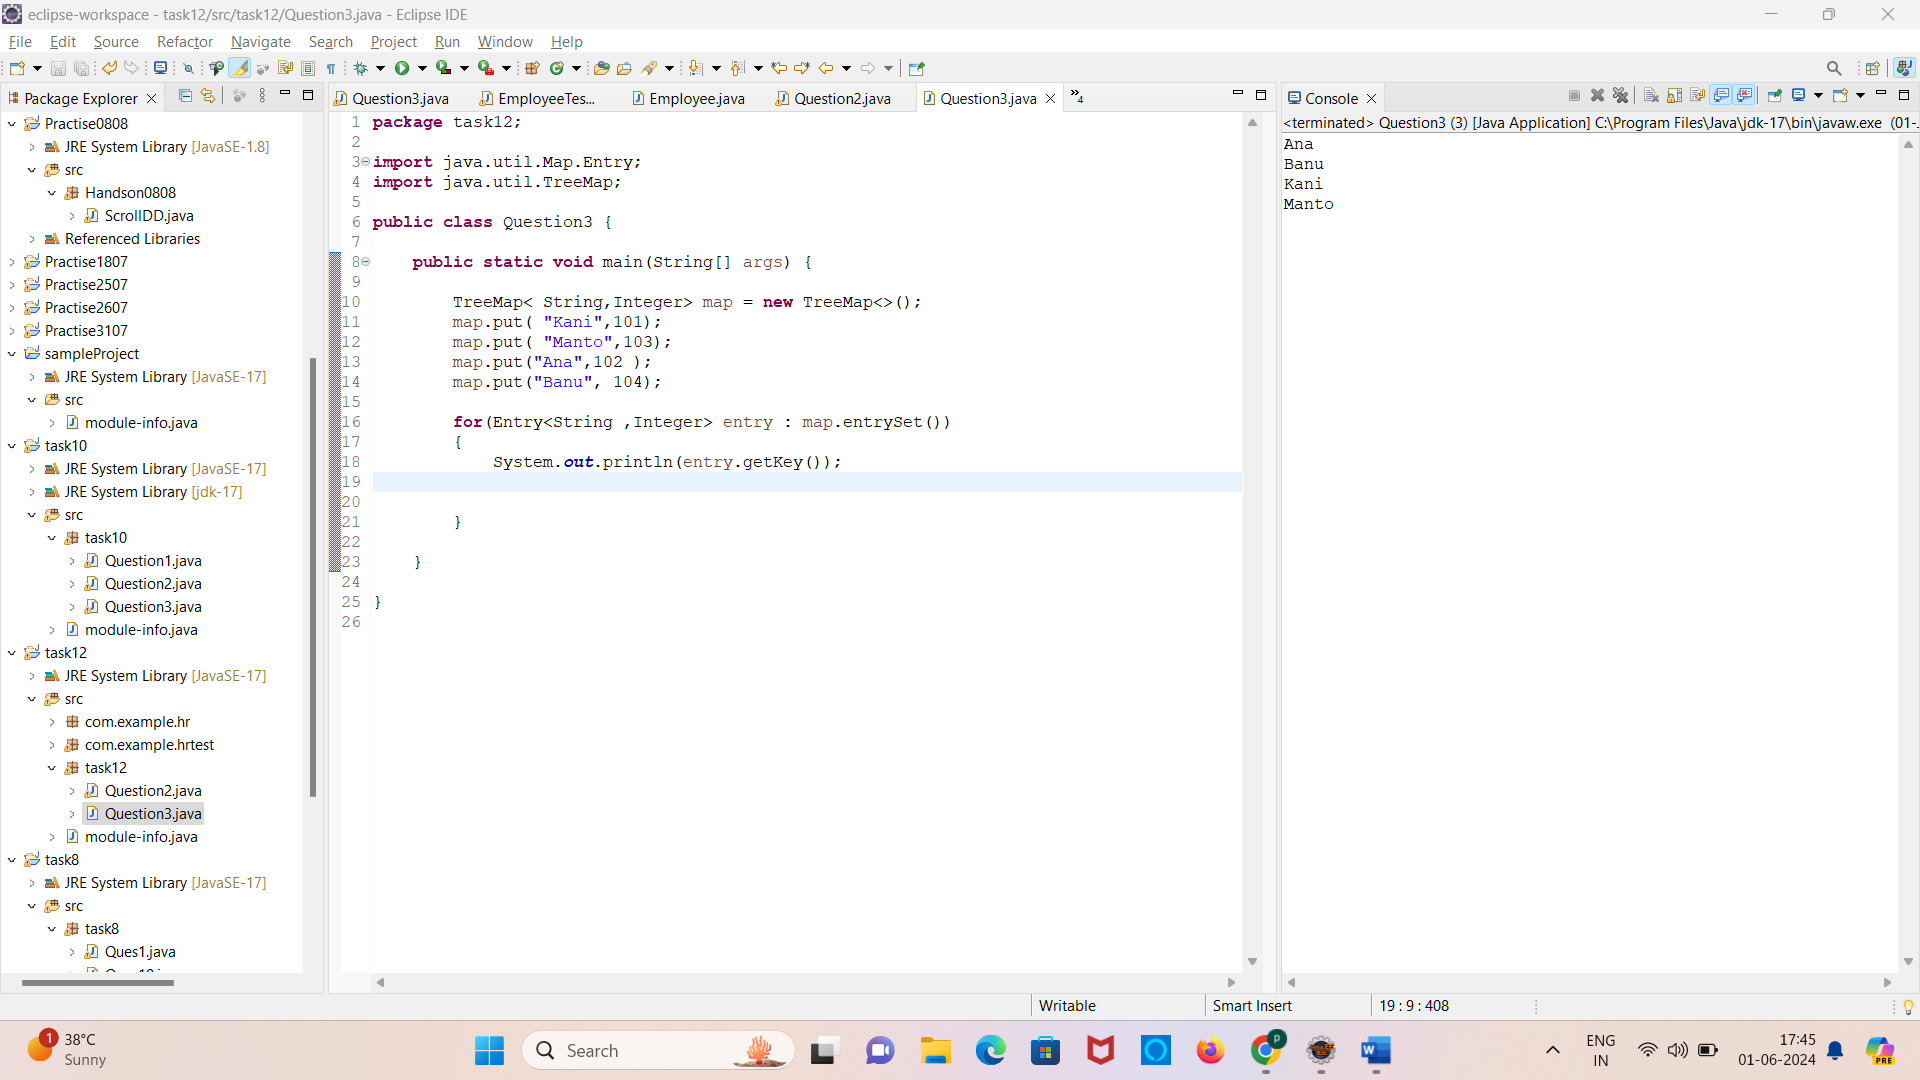 eclipse-workspace - task12/src/task12/Question3.java - Eclipse IDE
File Edit Source Refactor Navigate Search Project Run Window Help
Package Explorer
Practise0808
JRE System Library [JavaSE-1.8]
src
Handson0808
ScrollDD.java
Referenced Libraries
Practise1807
Practise2507
Practise2607
Practise3107
sampleProject
JRE System Library [JavaSE-17]
src
module-info.java
task10
JRE System Library [JavaSE-17]
JRE System Library [jdk-17]
src
task10
Question1.java
Question2.java
Question3.java
module-info.java
task12
JRE System Library [JavaSE-17]
src
com.example.hr
com.example.hrtest
task12
Question2.java
Question3.java
module-info.java
task8
JRE System Library [JavaSE-17]
src
task8
Ques1.java
Question3.java EmployeeTes... Employee.java Question2.java Question3.java 4
1 package task12;
2
3 import java.util.Map.Entry;
4 import java.util.TreeMap;
5
6 public class Question3 {
7
8 public static void main(String[] args) {
9
10 TreeMap< String,Integer> map = new TreeMap<>();
11 map.put( "Kani",101);
12 map.put( "Manto",103);
13 map.put("Ana",102 );
14 map.put("Banu", 104);
15
16 for(Entry<String ,Integer> entry : map.entrySet())
17 {
18 System.out.println(entry.getKey());
19
20
21 }
22
23 }
24
25 }
26
Console
<terminated> Question3 (3) [Java Application] C:\Program Files\Java\jdk-17\bin\javaw.exe (01-
Ana
Banu
Kani
Manto
Writable Smart Insert 19 : 9 : 408
1
38°C
Sunny
Search
P
ENG
IN
17:45
01-06-2024
PRE